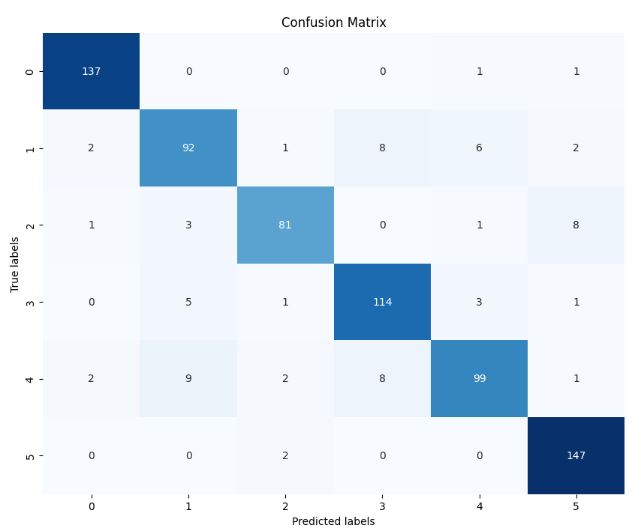 Confusion Matrix
0 137 0 0 0 1 1
1 2 92 1 8 6 2
2 1 3 81 0 1 8
True labels
3 0 5 1 114 3 1
4 2 9 2 8 99 1
5 0 0 2 0 0 147
0 1 2 3 4 5
Predicted labels